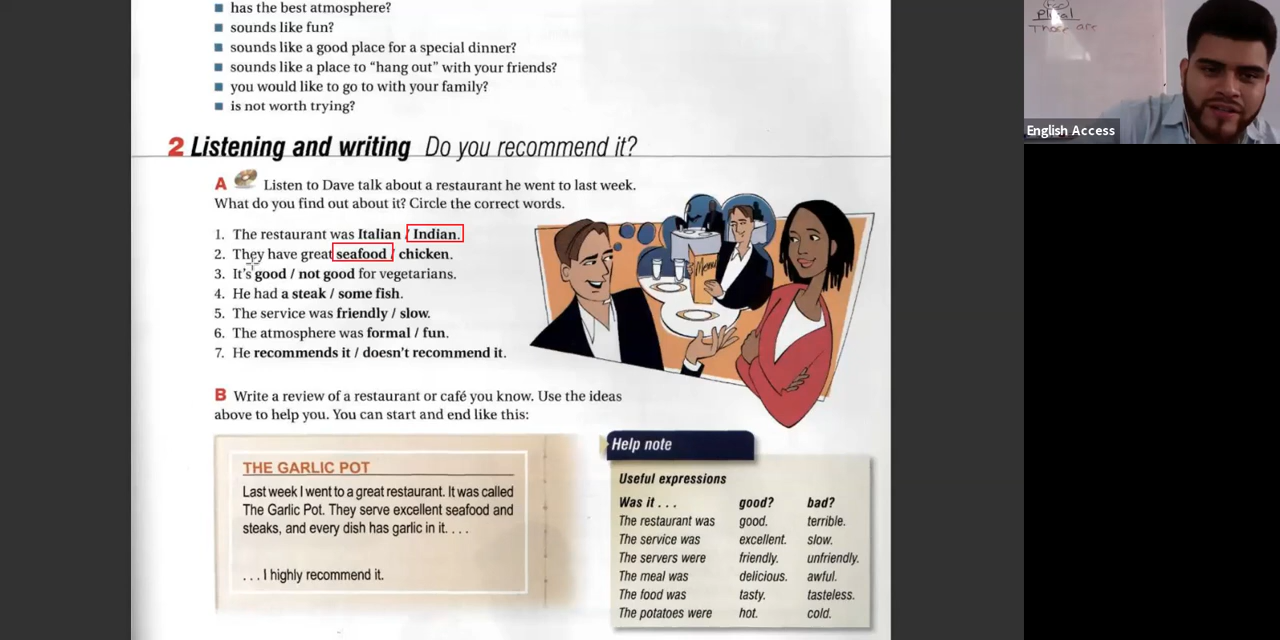 has the best atmosphere?
sounds like fun?
sounds like a good place for a special dinner?
sounds like a place to “hang out” with your friends?
you would like to go to with your family?
is not worth trying?
2 Listening and writing Do you recommend it?
A Listen to Dave talk about a restaurant he went to last week.
What do you find out about it? Circle the correct words.
1. The restaurant was Italian / Indian.
2. They have great seafood / chicken.
3. It's good / not good for vegetarians.
4. He had a steak / some fish.
5. The service was friendly / slow.
6. The atmosphere was formal / fun.
7. He recommends it / doesn't recommend it.
Menu
B Write a review of a restaurant or café you know. Use the ideas
above to help you. You can start and end like this:
THE GARLIC POT
Last week I went to a great restaurant. It was called
The Garlic Pot. They serve excellent seafood and
steaks, and every dish has garlic in it. . . .
. . . I highly recommend it.
Help note
Useful expressions
Was it . . . good? bad?
The restaurant was good. terrible.
The service was excellent. slow.
The servers were friendly. unfriendly.
The meal was delicious. awful.
The food was tasty. tasteless.
The potatoes were hot. cold.
Those are
English Access